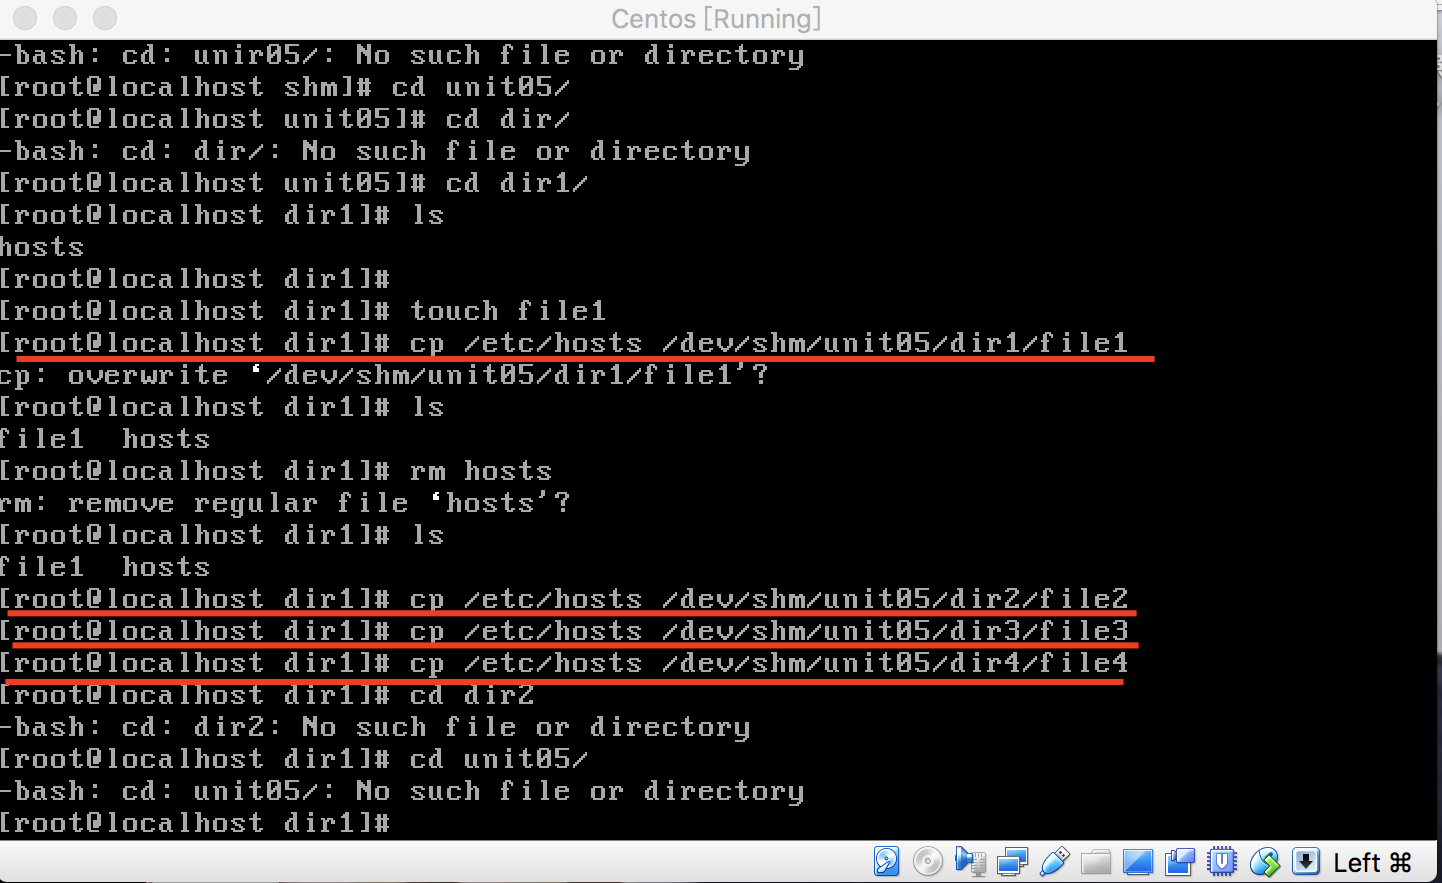 Centos [Running]
-bash: cd: unir05/: No such file or directory
[root@localhost shm]# cd unit05/
[root@localhost unit05]# cd dir/
-bash: cd: dir/: No such file or directory
[root@localhost unit05]# cd dir1/
[root@localhost dir1]# ls
hosts
[root@localhost dir1]#
[root@localhost dir1]# touch file1
[root@localhost dir1]# cp /etc/hosts /dev/shm/unit05/dir1/file1
cp: overwrite ‘/dev/shm/unit05/dir1/file1’?
[root@localhost dir1]# ls
file1  hosts
[root@localhost dir1]# rm hosts
rm: remove regular file ‘hosts’?
[root@localhost dir1]# ls
file1  hosts
[root@localhost dir1]# cp /etc/hosts /dev/shm/unit05/dir2/file2
[root@localhost dir1]# cp /etc/hosts /dev/shm/unit05/dir3/file3
[root@localhost dir1]# cp /etc/hosts /dev/shm/unit05/dir4/file4
[root@localhost dir1]# cd dir2
-bash: cd: dir2: No such file or directory
[root@localhost dir1]# cd unit05/
-bash: cd: unit05/: No such file or directory
[root@localhost dir1]#
Left ⌘